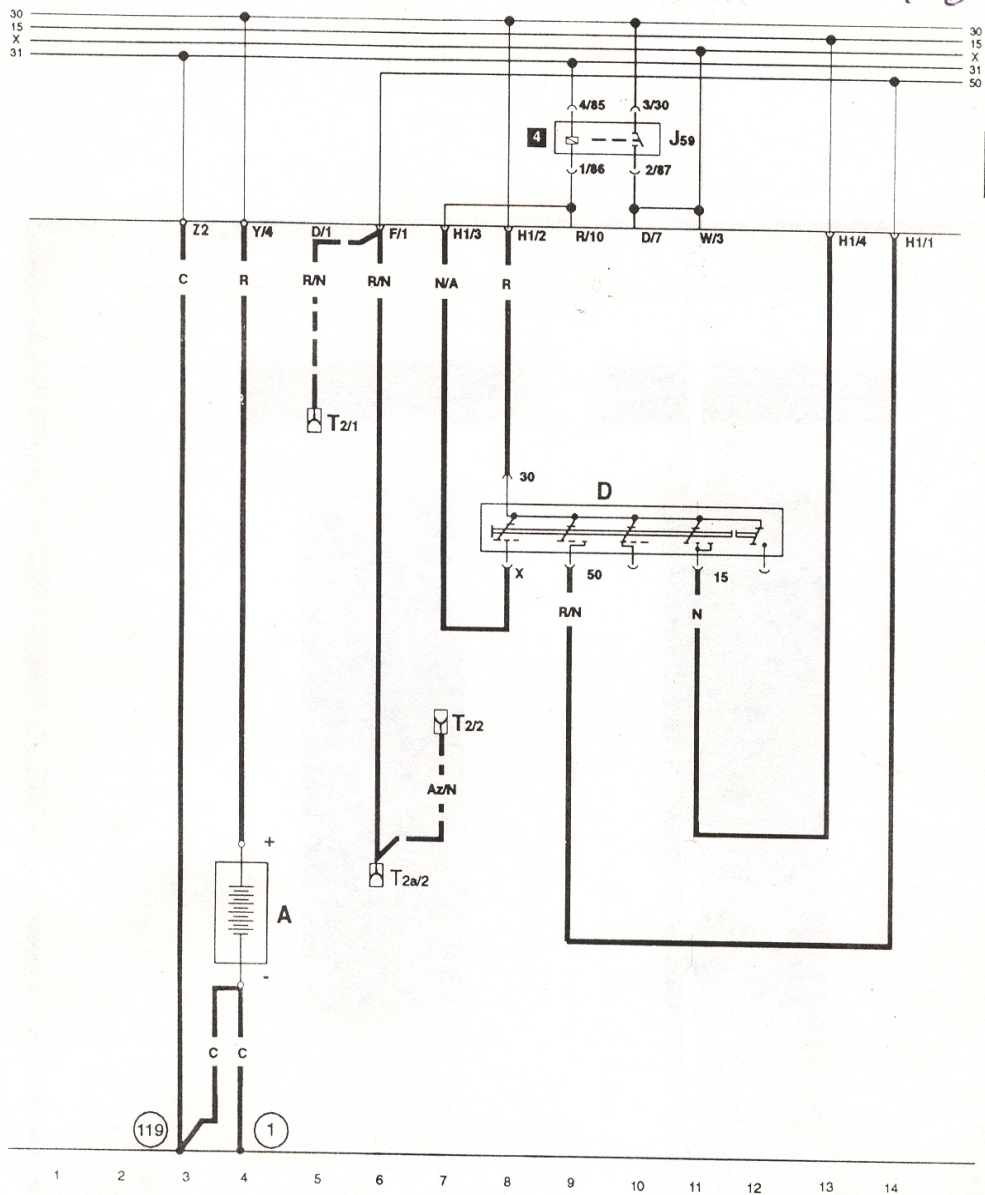 30
15
X
31
30
15
X
31
50
4/85
3/30
4
J59
1/86
2/87
Z2
Y/4
D/1
F/1
H1/3
H1/2
R/10
D/7
W/3
H1/4
H1/1
C
R
R/N
R/N
N/A
R
T2/1
30
D
X
50
15
R/N
N
T2/2
Az/N
+
T2a/2
A
-
C
C
119
1
1
2
3
4
5
6
7
8
9
10
11
12
13
14